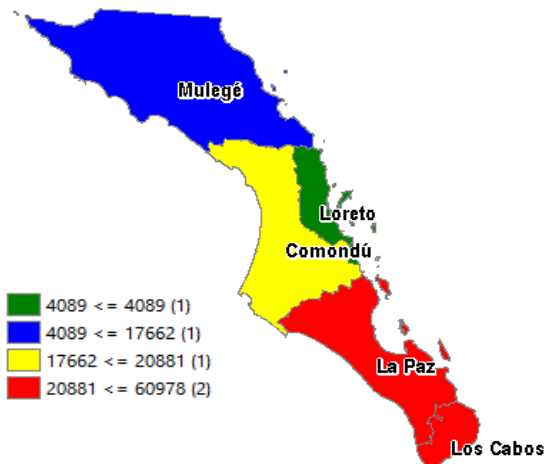 Mulegé
Loreto
Comondú
4089 <= 4089 (1)
4089 <= 17662 (1)
17662 <= 20881 (1)
20881 <= 60978 (2)
La Paz
Los Cabos